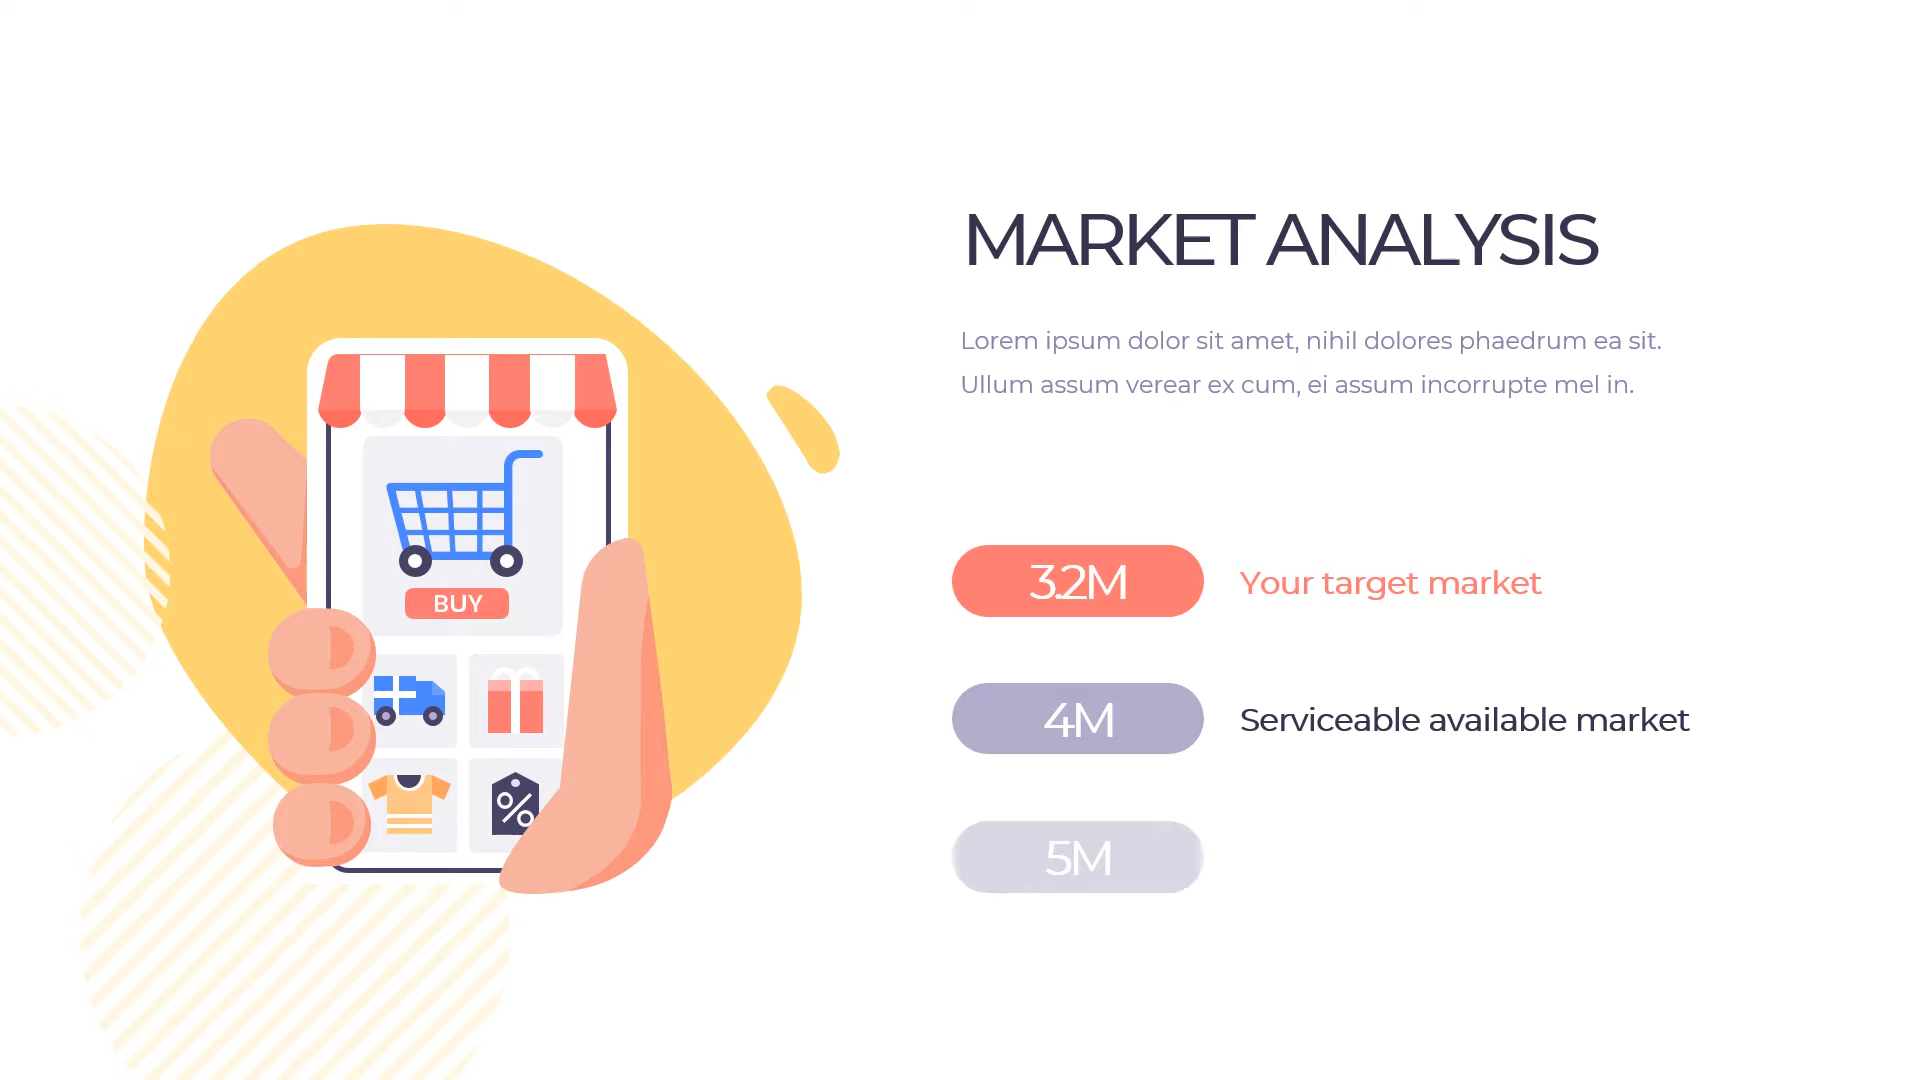 MARKET ANALYSIS
Lorem ipsum dolor sit amet, nihil dolores phaedrum ea sit.
Ullum assum verear ex cum, ei assum incorrupte mel in.
BUY
%
3.2M Your target market
4M Serviceable available market
5M